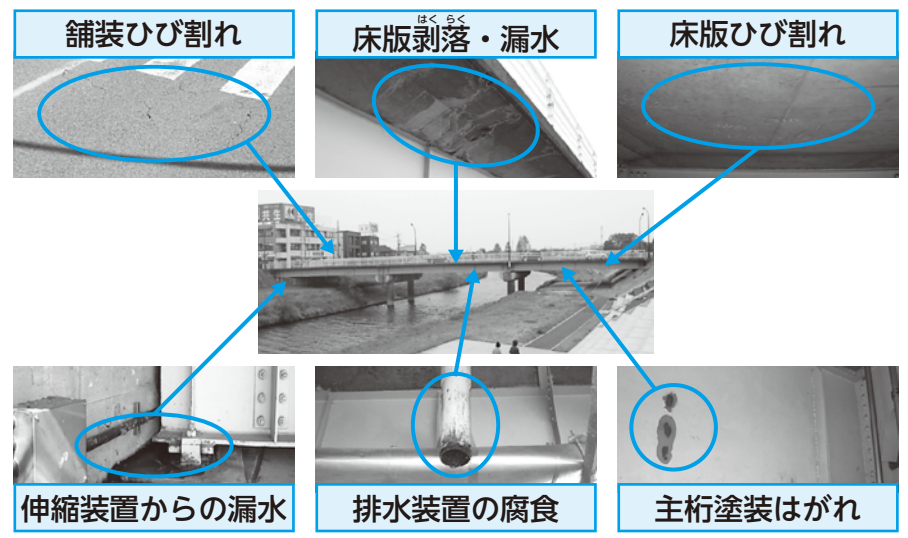 舗装ひび割れ
床版剥落・漏水
はく らく
床版ひび割れ
伸縮装置からの漏水
排水装置の腐食
主桁塗装はがれ